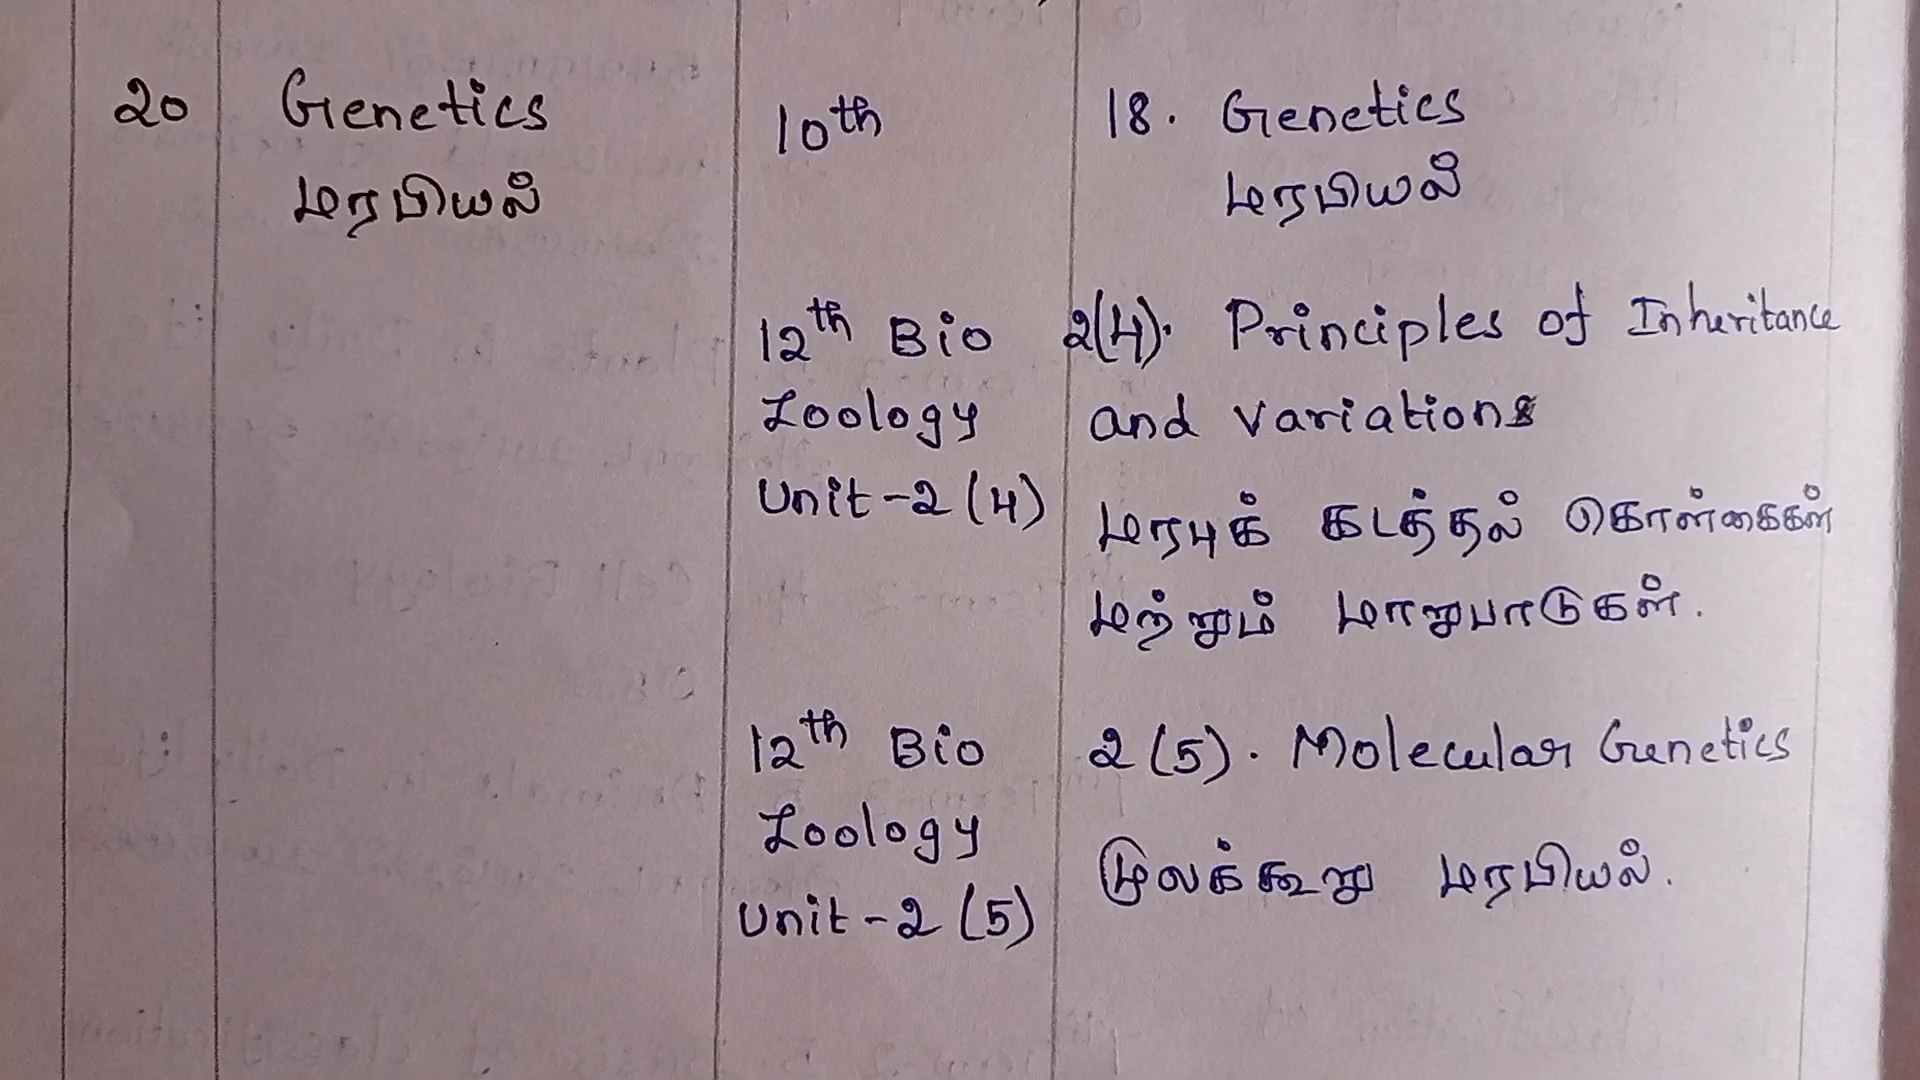 20 Genetics 10th 18. Genetics
மரபியல் மரபியல்
12th Bio 2(4). Principles of Inheritance
Zoology and Variations
Unit-2 (4) மரபுக் கடத்தல் கொள்கைகள்
மற்றும் மாறுபாடுகள்.
12th Bio 2(5). Molecular Genetics
Zoology மூலக்கூறு மரபியல்.
Unit-2 (5)